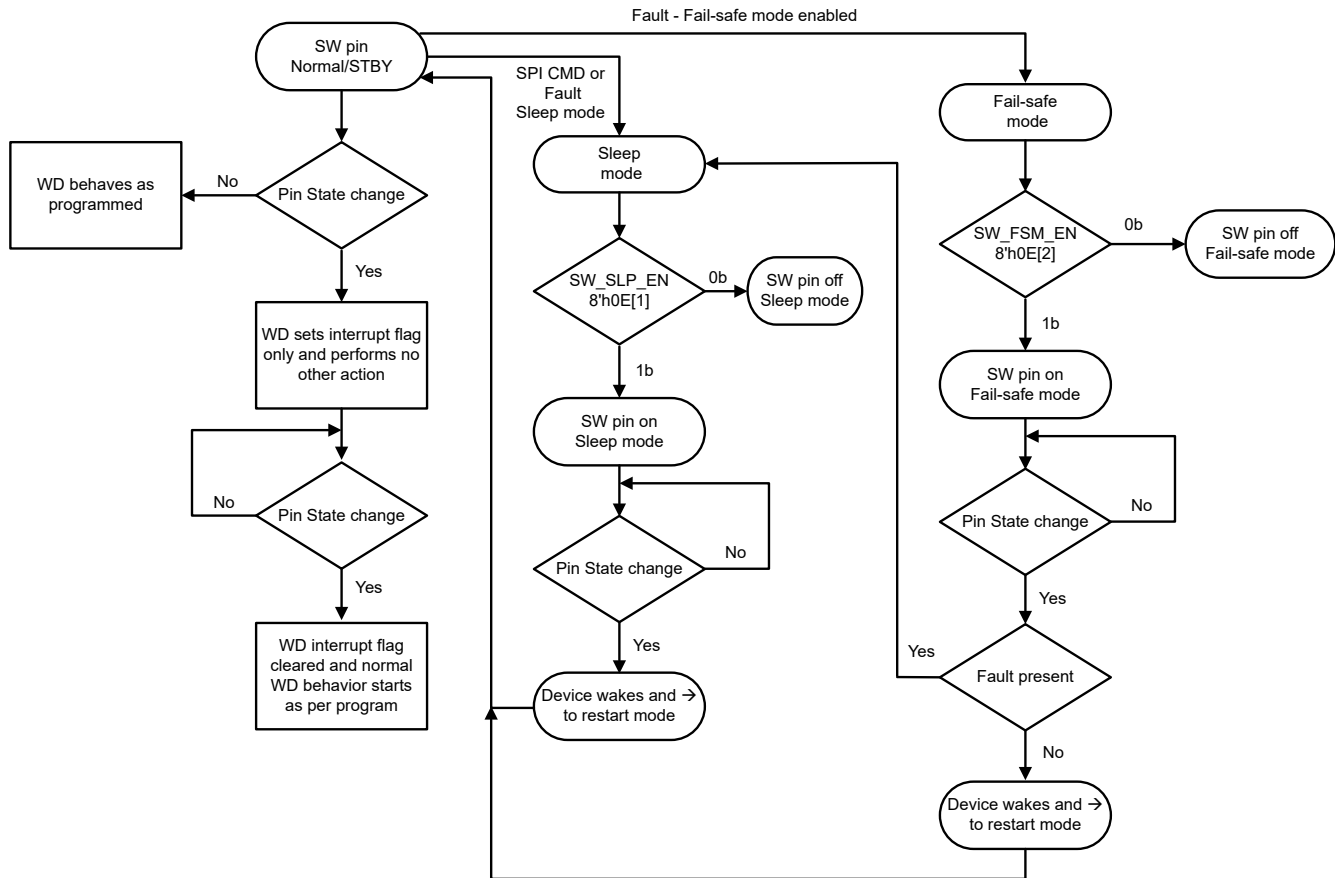 Fault - Fail-safe mode enabled
SW pin
Normal/STBY
SPI CMD or
Fault
Sleep mode
Fail-safe
mode
Sleep
mode
WD behaves as
programmed
No
Pin State change
Yes
SW_FSM_EN
8'h0E[2]
0b
SW pin off
Fail-safe mode
1b
SW_SLP_EN
8'h0E[1]
0b
SW pin off
Sleep mode
1b
WD sets interrupt flag
only and performs no
other action
SW pin on
Fail-safe mode
SW pin on
Sleep mode
No
Pin State change
Yes
Pin State change
No
Yes
Pin State change
No
Yes
WD interrupt flag
cleared and normal
WD behavior starts
as per program
Device wakes and →
to restart mode
Yes
Fault present
No
Device wakes and →
to restart mode